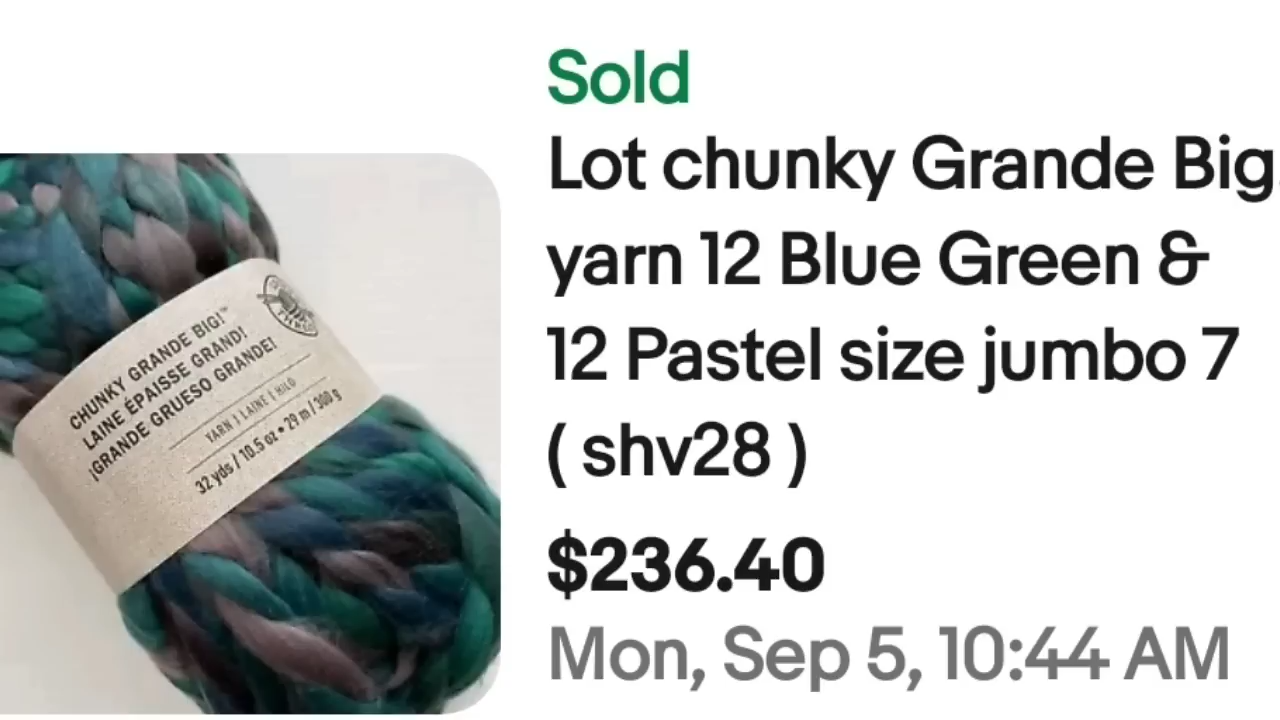 Sold
Lot chunky Grande Big!
yarn 12 Blue Green &
12 Pastel size jumbo 7
( shv28 )
$236.40
Mon, Sep 5, 10:44 AM
CHUNKY GRANDE BIG!™
LAINE ÉPAISSE GRAND!
¡GRANDE GRUESO GRANDE!
YARN | LAINE | HILO
32 yds / 10.5 oz • 29 m / 300 g